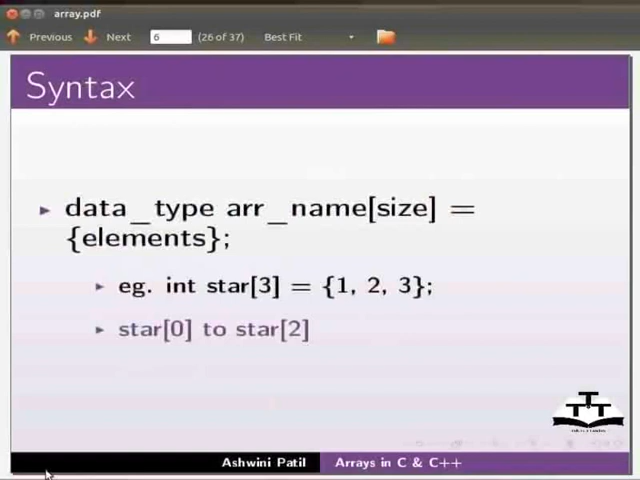 array.pdf
Previous Next 6 (26 of 37) Best Fit
Syntax
data_type arr_name[size] =
{elements};
eg. int star[3] = {1, 2, 3};
star[0] to star[2]
TTT
Ashwini Patil Arrays in C & C++